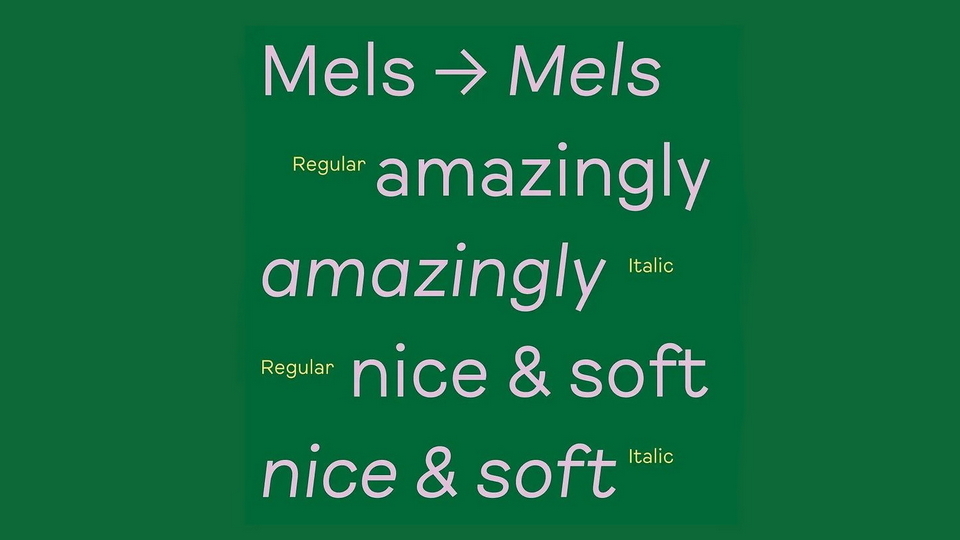 Mels → Mels
Regular amazingly
amazingly Italic
Regular nice & soft
nice & soft Italic